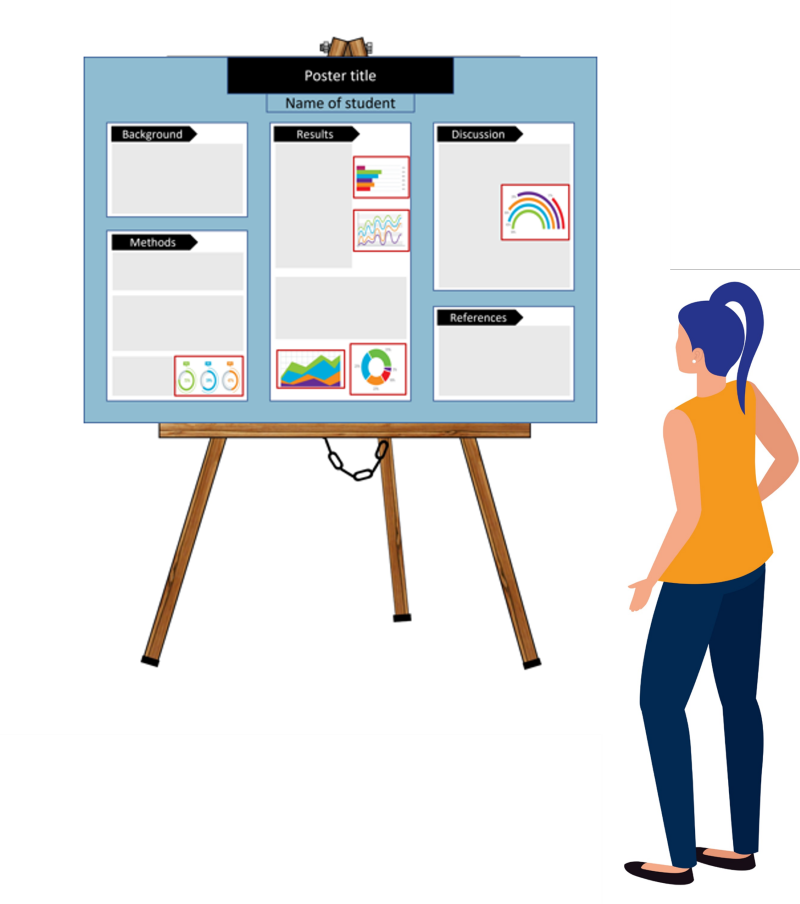 Poster title
Name of student
Background
Methods
Results
Discussion
References